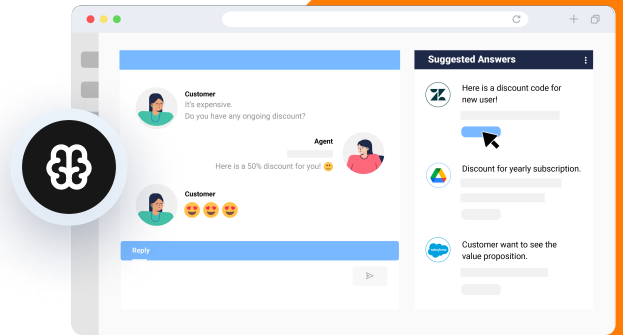 Customer
It's expensive.
Do you have any ongoing discount?
Agent
Here is a 50% discount for you! 🙂
Customer
😍 😍 😍
Reply
Suggested Answers
Here is a discount code for
new user!
Discount for yearly subscription.
Customer want to see the
value proposition.
salesforce